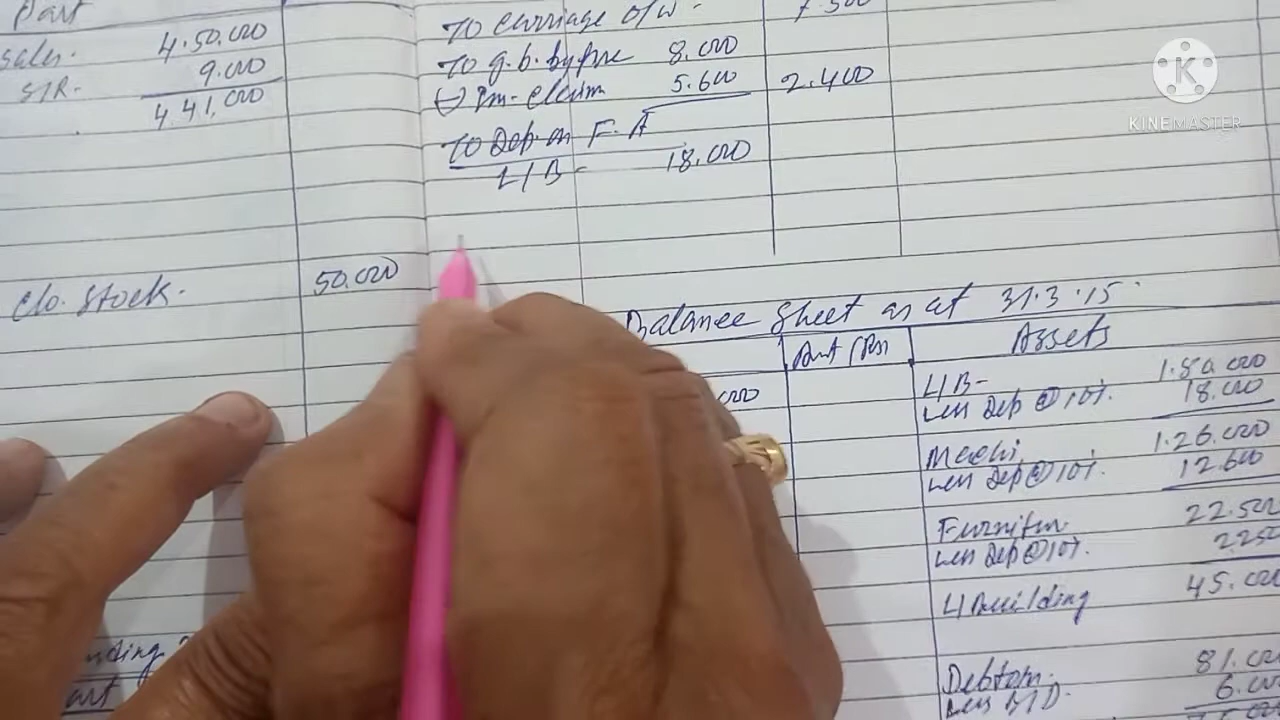 Part
Sales. 4.50.000
S/R. 9.000
4 41,000
Clo. Stock. 50.000
To Carriage O/W.
To g.b. by fire 8.000
(-) Im. Claim 5.600 2.400
To Dep. on F. A
L/B - 18.000
Balance Sheet as at 31.3.15
Amt (Rs) Assets
L/B - 1.80.000
Less Dep @ 10%. 18.000
Machi. 1.26.000
Less Dep @ 10%. 12.600
Furnitur 22.500
Less Dep @ 10%. 2250
L/Building 45.000
Debtors. 81.000
Less B/D. 6.000
K
KINEMASTER